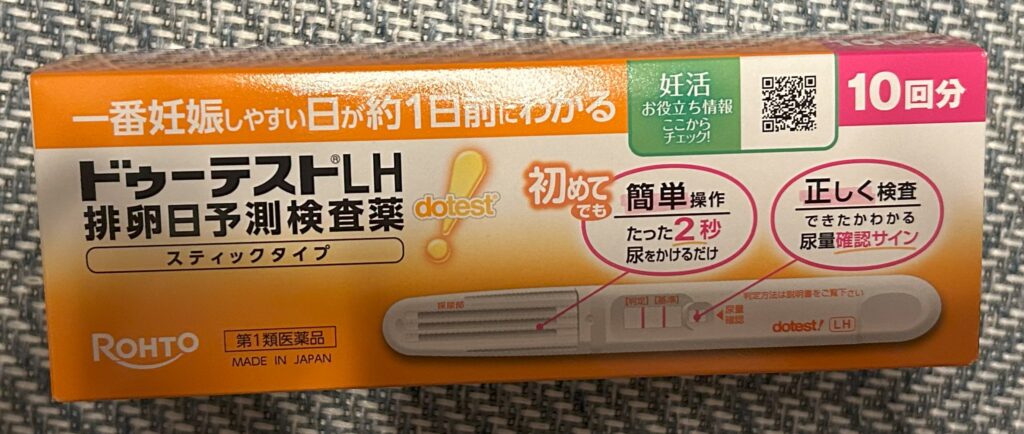 一番妊娠しやすい日が約1日前にわかる
妊活
お役立ち情報
ここから
チェック!
10回分
ドゥーテスト®LH
排卵日予測検査薬
スティックタイプ
dotest®
初めて
でも
簡単操作
たった2秒
尿をかけるだけ
正しく検査
できたかわかる
尿量確認サイン
採尿部
【判定】【基準】
判定方法は説明書をご覧下さい
尿量
確認
dotest! LH
ROHTO
第1類医薬品
MADE IN JAPAN